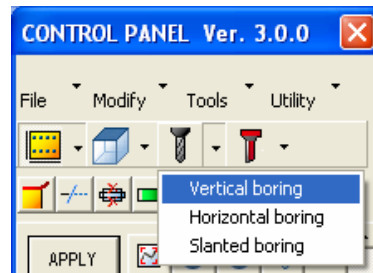 CONTROL PANEL Ver. 3.0.0
File Modify Tools Utility
Vertical boring
Horizontal boring
Slanted boring
APPLY